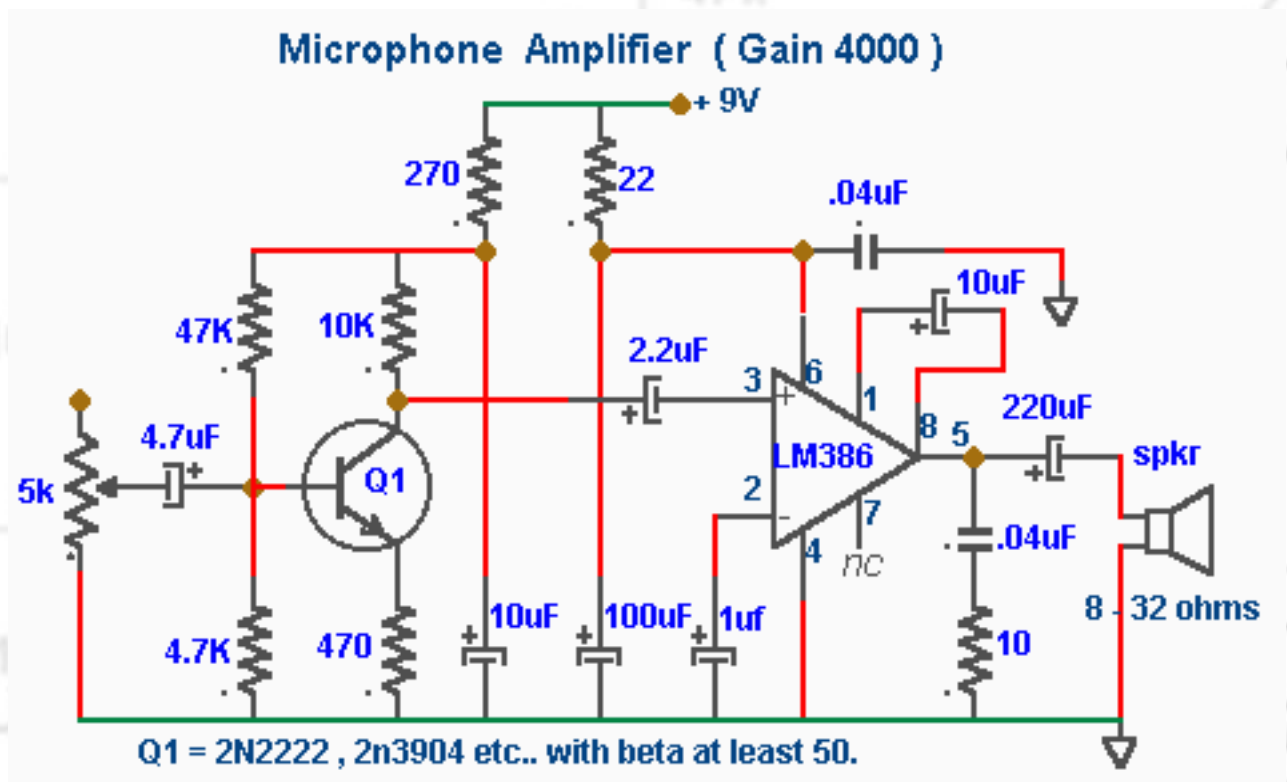 Microphone Amplifier ( Gain 4000 )
+ 9V
270
22
.04uF
10uF
47K
10K
2.2uF
3
6
1
+
+
+
220uF
4.7uF
8
5
+
spkr
5k
+
Q1
LM386
2
-
7
.04uF
4
nc
10uF
100uF
1uf
8 - 32 ohms
+
+
+
4.7K
470
10
Q1 = 2N2222 , 2n3904 etc.. with beta at least 50.